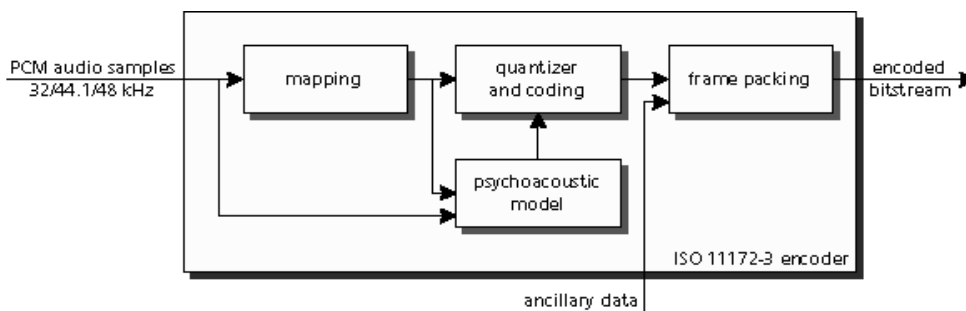 PCM audio samples
32/44.1/48 kHz
mapping
quantizer
and coding
frame packing
encoded
bitstream
psychoacoustic
model
ISO 11172-3 encoder
ancillary data